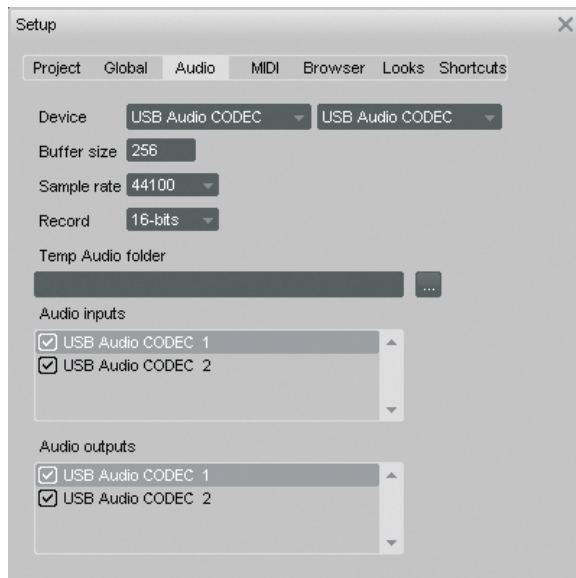 Setup
Project Global Audio MIDI Browser Looks Shortcuts
Device USB Audio CODEC USB Audio CODEC
Buffer size 256
Sample rate 44100
Record 16-bits
Temp Audio folder
...
Audio inputs
USB Audio CODEC 1
USB Audio CODEC 2
Audio outputs
USB Audio CODEC 1
USB Audio CODEC 2